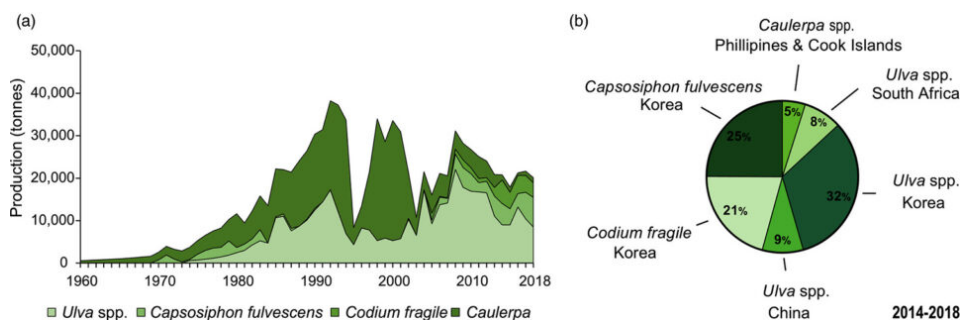 (a)
Production (tonnes)
50,000
40,000
30,000
20,000
10,000
0
1960 1970 1980 1990 2000 2010 2018
Ulva spp. Capsosiphon fulvescens Codium fragile Caulerpa
(b)
Caulerpa spp.
Phillipines & Cook Islands
Ulva spp.
South Africa
Capsosiphon fulvescens
Korea
5%
8%
25%
32%
Ulva spp.
Korea
21%
9%
Codium fragile
Korea
Ulva spp.
China
2014-2018